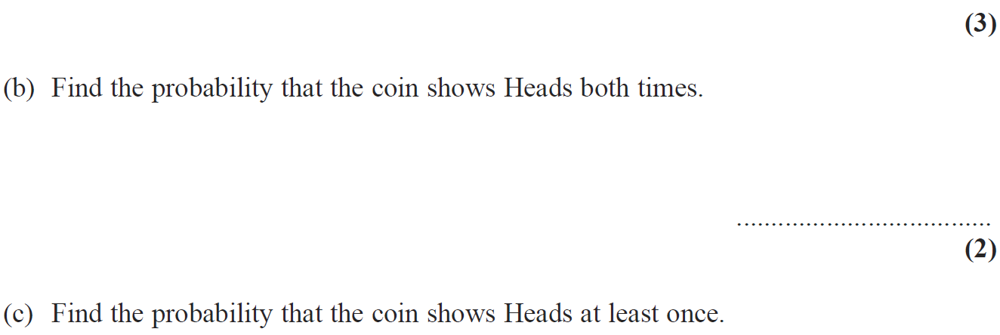 (3)
(b) Find the probability that the coin shows Heads both times.
.....................................
(2)
(c) Find the probability that the coin shows Heads at least once.